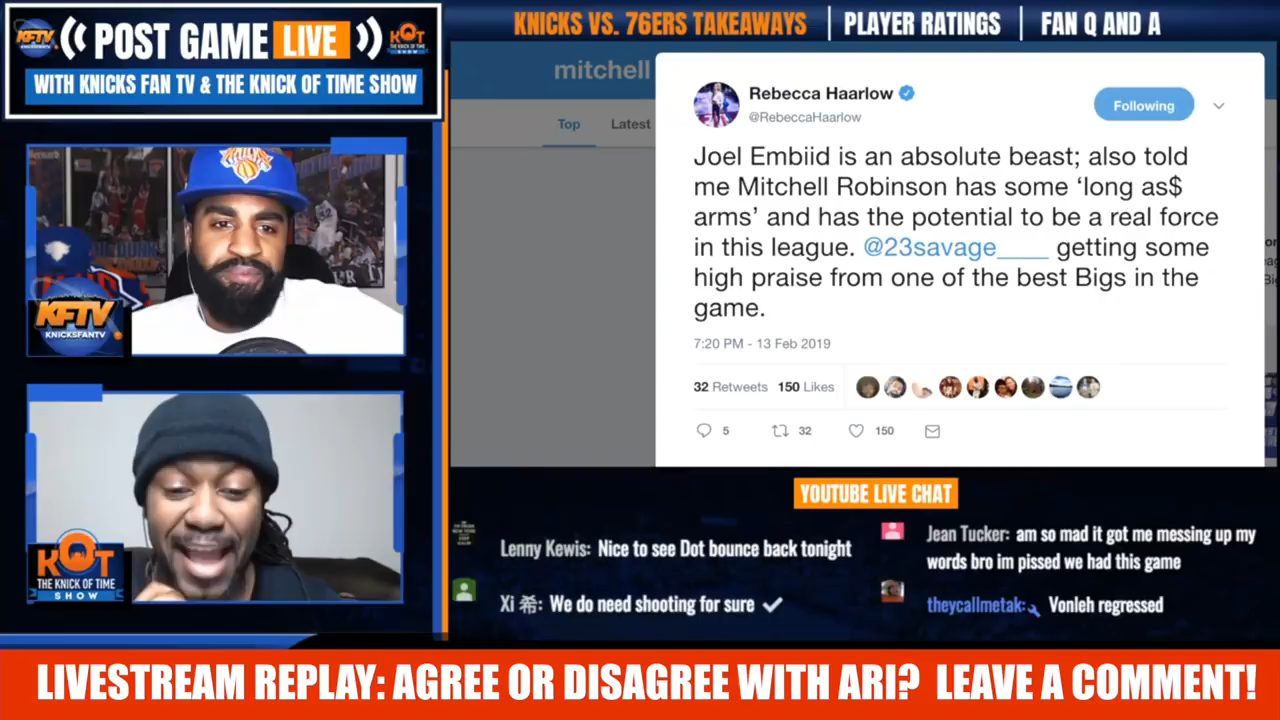 KFTV
POST GAME LIVE
KOT
THE KNICK OF TIME
SHOW
WITH KNICKS FAN TV & THE KNICK OF TIME SHOW
KNICKS VS. 76ERS TAKEAWAYS | PLAYER RATINGS | FAN Q AND A
mitchell
Top Latest
Rebecca Haarlow
@RebeccaHaarlow
Following
Joel Embiid is an absolute beast; also told
me Mitchell Robinson has some ‘long as$
arms’ and has the potential to be a real force
in this league. @23savage____ getting some
high praise from one of the best Bigs in the
game.
7:20 PM - 13 Feb 2019
32 Retweets 150 Likes
5 32 150
KFTV
KNICKSFANTV
KOT
THE KNICK OF TIME
SHOW
YOUTUBE LIVE CHAT
Lenny Kewis: Nice to see Dot bounce back tonight
Xi 希: We do need shooting for sure ✓
Jean Tucker: am so mad it got me messing up my
words bro im pissed we had this game
theycallmetak: Vonleh regressed
LIVESTREAM REPLAY: AGREE OR DISAGREE WITH ARI? LEAVE A COMMENT!